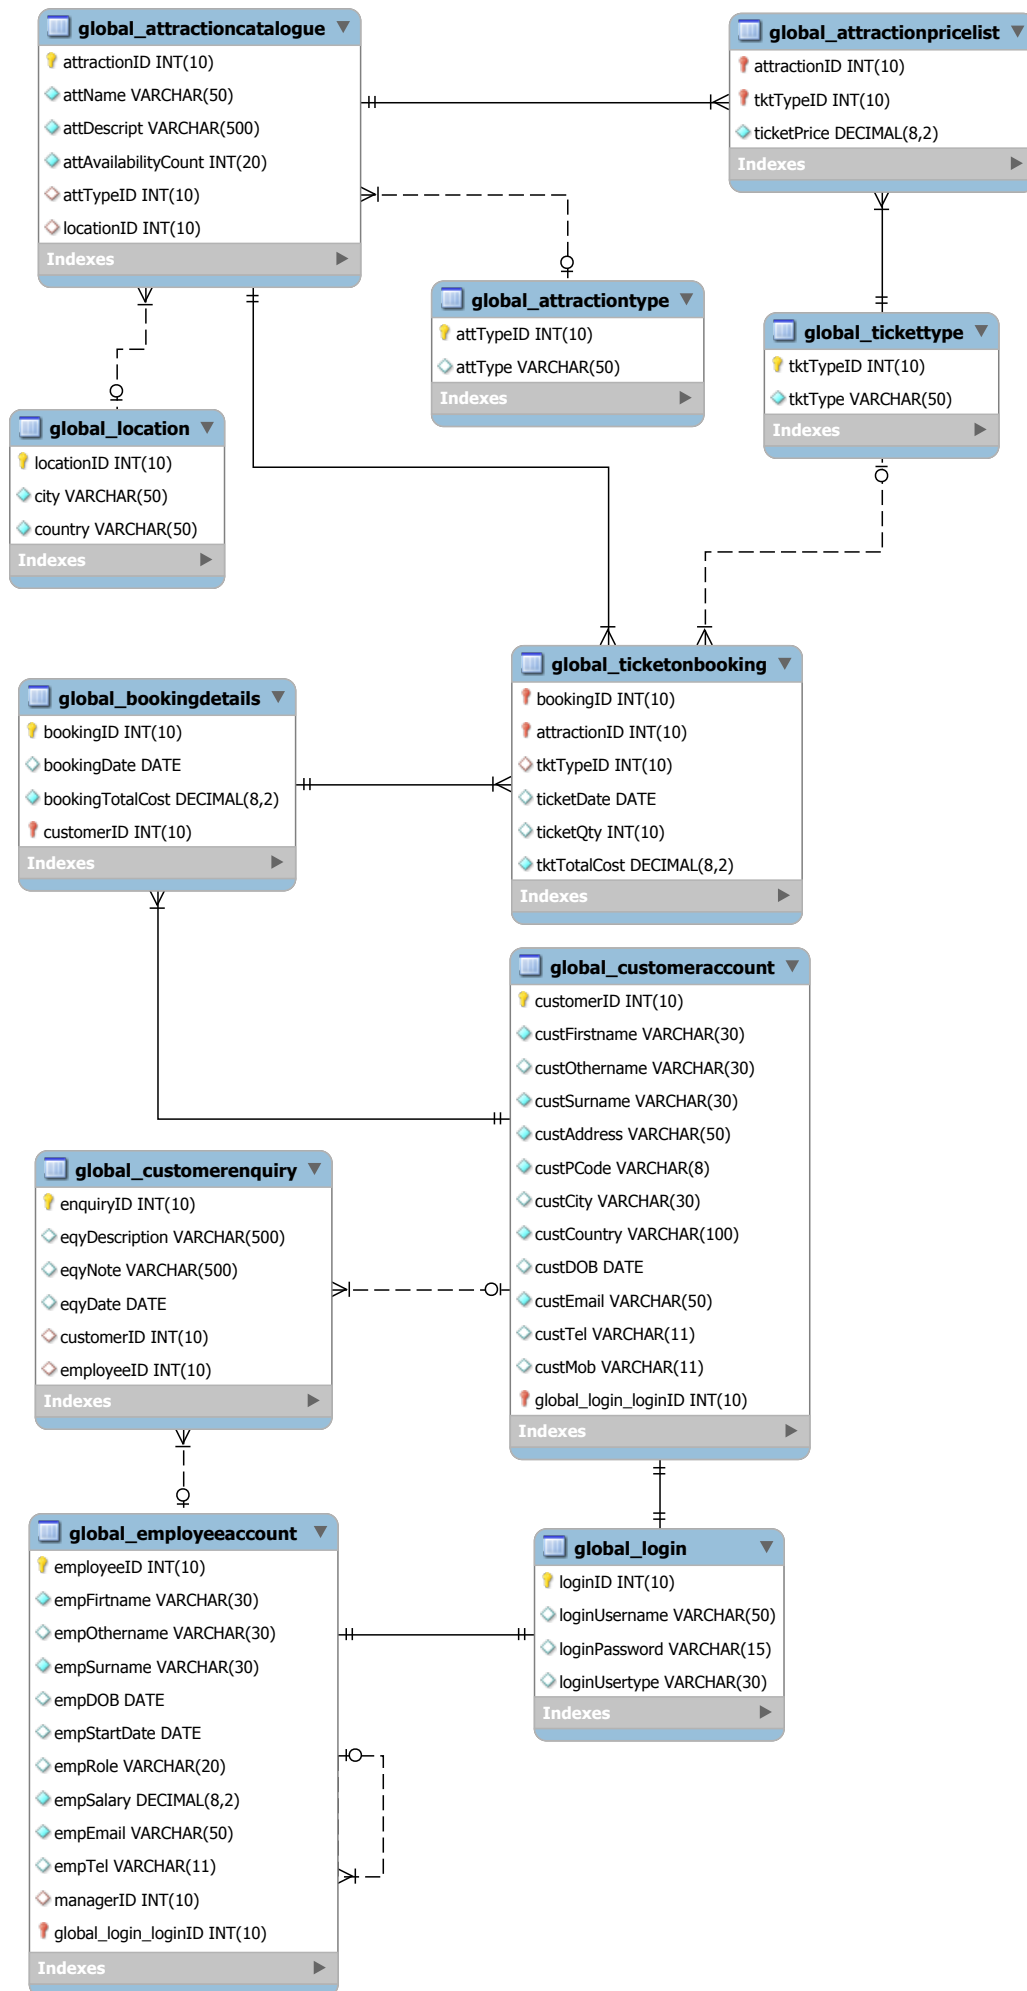 global_attractioncatalogue
attractionID INT(10)
attName VARCHAR(50)
attDescript VARCHAR(500)
attAvailabilityCount INT(20)
attTypeID INT(10)
locationID INT(10)
Indexes
global_attractionpricelist
attractionID INT(10)
tktTypeID INT(10)
ticketPrice DECIMAL(8,2)
Indexes
global_attractiontype
attTypeID INT(10)
attType VARCHAR(50)
Indexes
global_tickettype
tktTypeID INT(10)
tktType VARCHAR(50)
Indexes
global_location
locationID INT(10)
city VARCHAR(50)
country VARCHAR(50)
Indexes
global_ticketonbooking
bookingID INT(10)
attractionID INT(10)
tktTypeID INT(10)
ticketDate DATE
ticketQty INT(10)
tktTotalCost DECIMAL(8,2)
Indexes
global_bookingdetails
bookingID INT(10)
bookingDate DATE
bookingTotalCost DECIMAL(8,2)
customerID INT(10)
Indexes
global_customeraccount
customerID INT(10)
custFirstname VARCHAR(30)
custOthername VARCHAR(30)
custSurname VARCHAR(30)
custAddress VARCHAR(50)
custPCode VARCHAR(8)
custCity VARCHAR(30)
custCountry VARCHAR(100)
custDOB DATE
custEmail VARCHAR(50)
custTel VARCHAR(11)
custMob VARCHAR(11)
global_login_loginID INT(10)
Indexes
global_customerenquiry
enquiryID INT(10)
eqyDescription VARCHAR(500)
eqyNote VARCHAR(500)
eqyDate DATE
customerID INT(10)
employeeID INT(10)
Indexes
global_employeeaccount
employeeID INT(10)
empFirtname VARCHAR(30)
empOthername VARCHAR(30)
empSurname VARCHAR(30)
empDOB DATE
empStartDate DATE
empRole VARCHAR(20)
empSalary DECIMAL(8,2)
empEmail VARCHAR(50)
empTel VARCHAR(11)
managerID INT(10)
global_login_loginID INT(10)
Indexes
global_login
loginID INT(10)
loginUsername VARCHAR(50)
loginPassword VARCHAR(15)
loginUsertype VARCHAR(30)
Indexes